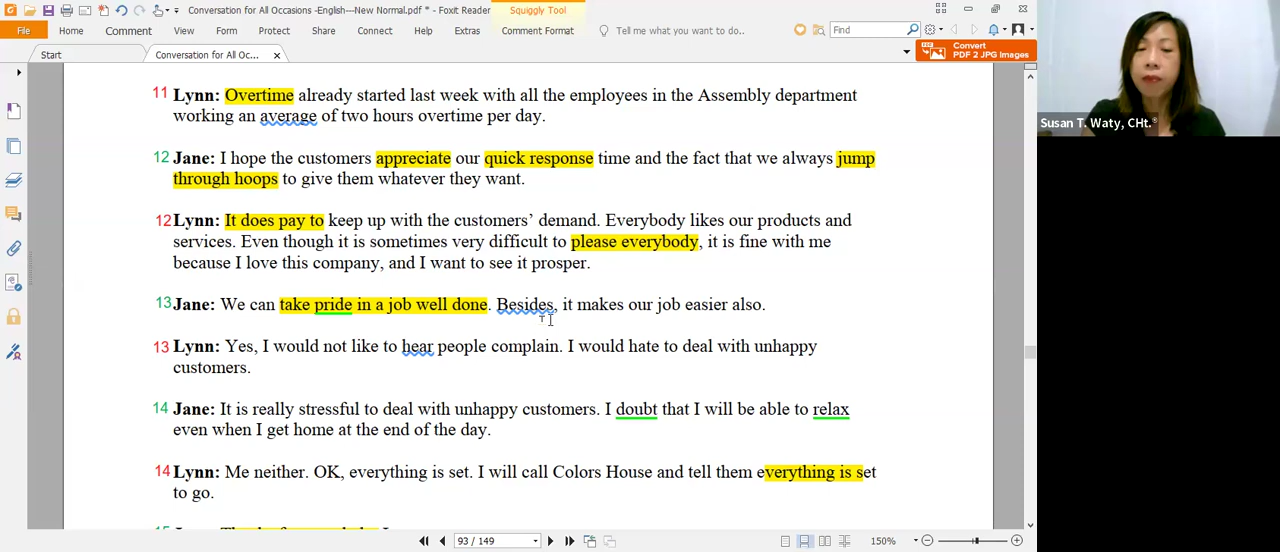 Conversation for All Occasions -English---New Normal.pdf * - Foxit Reader
Squiggly Tool
File Home Comment View Form Protect Share Connect Help Extras Comment Format Tell me what you want to do.. Find
Start Conversation for All Oc...
Convert
PDF 2 JPG Images
11 Lynn: Overtime already started last week with all the employees in the Assembly department
working an average of two hours overtime per day.
12 Jane: I hope the customers appreciate our quick response time and the fact that we always jump
through hoops to give them whatever they want.
12 Lynn: It does pay to keep up with the customers’ demand. Everybody likes our products and
services. Even though it is sometimes very difficult to please everybody, it is fine with me
because I love this company, and I want to see it prosper.
13 Jane: We can take pride in a job well done. Besides, it makes our job easier also.
13 Lynn: Yes, I would not like to hear people complain. I would hate to deal with unhappy
customers.
14 Jane: It is really stressful to deal with unhappy customers. I doubt that I will be able to relax
even when I get home at the end of the day.
14 Lynn: Me neither. OK, everything is set. I will call Colors House and tell them everything is set
to go.
93 / 149
150%
Susan T. Waty, CHt.®